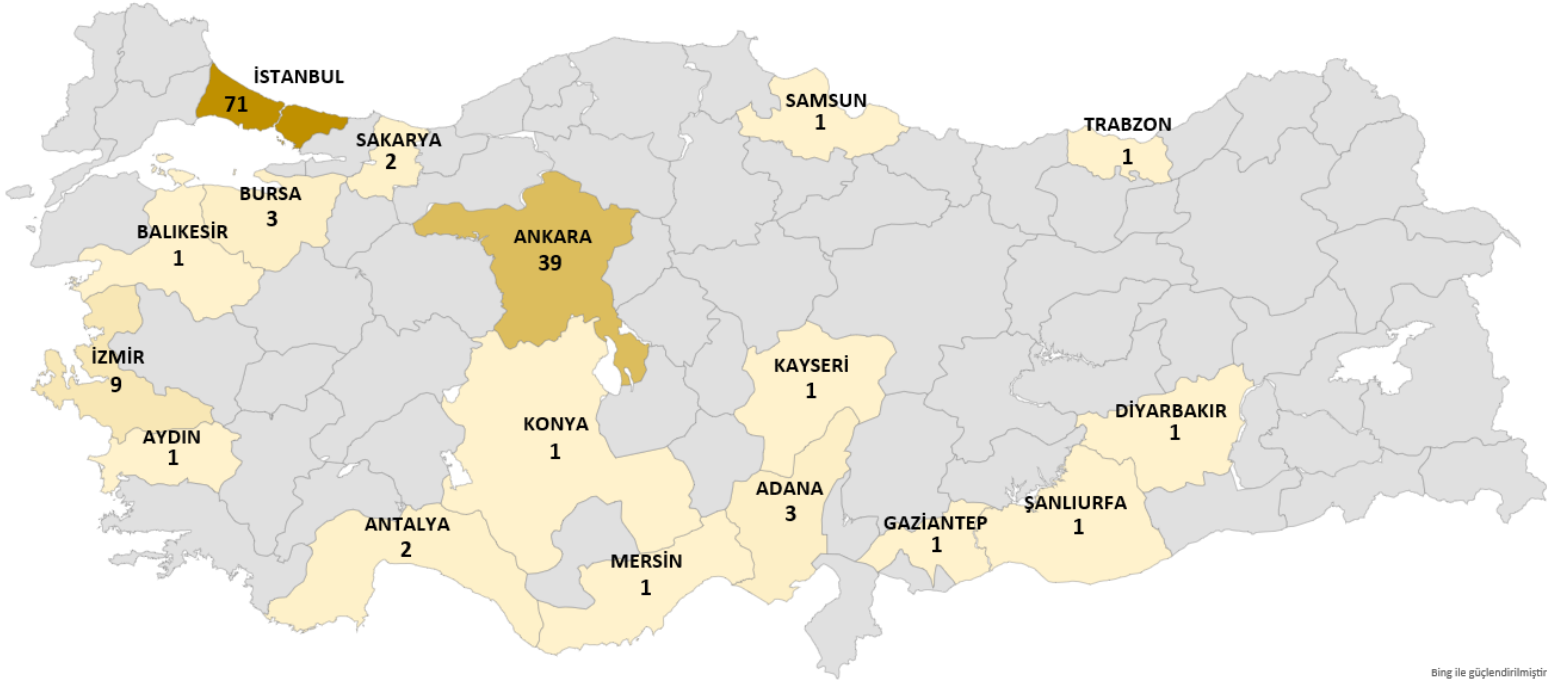 İSTANBUL
71
SAMSUN
1
TRABZON
1
SAKARYA
2
BURSA
3
BALIKESİR
1
ANKARA
39
İZMİR
9
KAYSERİ
1
DİYARBAKIR
1
KONYA
1
AYDIN
1
ADANA
3
ŞANLIURFA
1
ANTALYA
2
GAZİANTEP
1
MERSİN
1
Bing ile güçlendirilmiştir